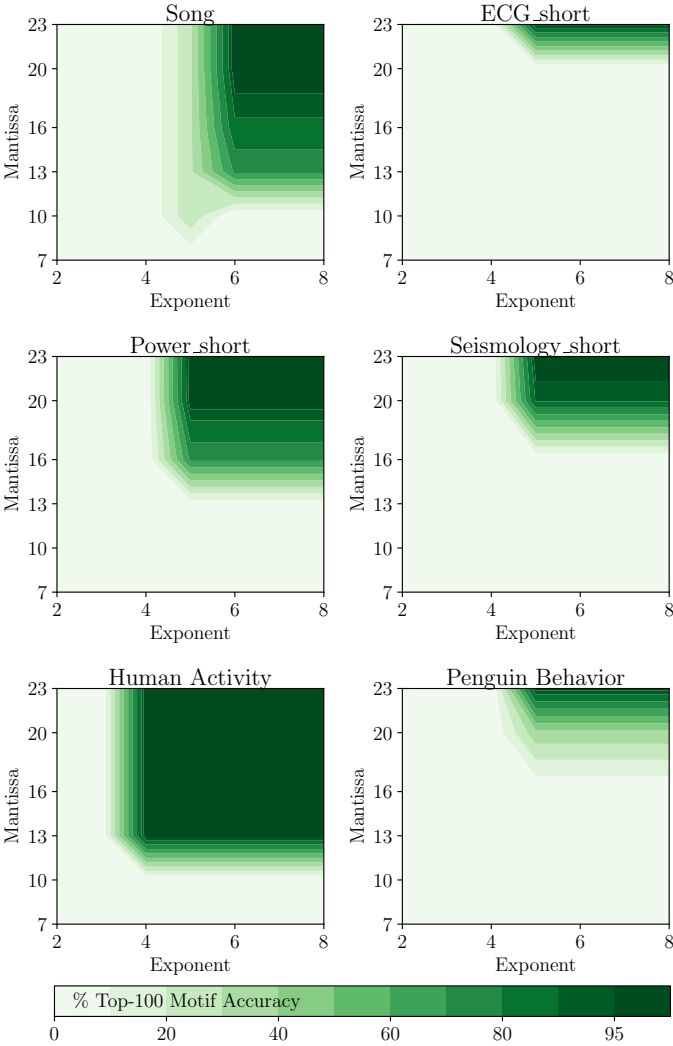 Song
ECG_short
23
20
16
13
10
7
2 4 6 8
Mantissa
Exponent
23
20
16
13
10
7
2 4 6 8
Mantissa
Exponent
Power_short
Seismology_short
23
20
16
13
10
7
2 4 6 8
Mantissa
Exponent
23
20
16
13
10
7
2 4 6 8
Mantissa
Exponent
Human Activity
Penguin Behavior
23
20
16
13
10
7
2 4 6 8
Mantissa
Exponent
23
20
16
13
10
7
2 4 6 8
Mantissa
Exponent
% Top-100 Motif Accuracy
0 20 40 60 80 95